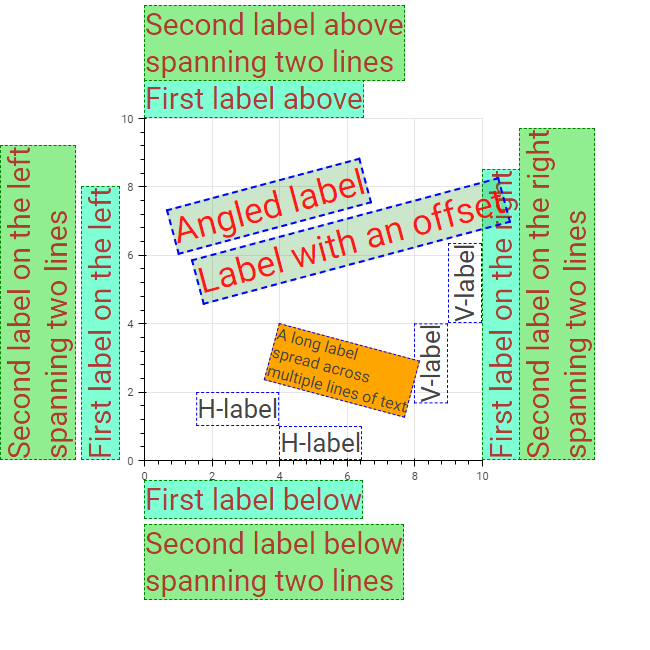 Second label above
spanning two lines
First label above
Second label on the left
spanning two lines
First label on the left
10
8
6
4
2
0
Angled label
Label with an offset
A long label
spread across
multiple lines of text
H-label
H-label
V-label
V-label
First label on the right
Second label on the right
spanning two lines
0
2
4
6
8
10
First label below
Second label below
spanning two lines